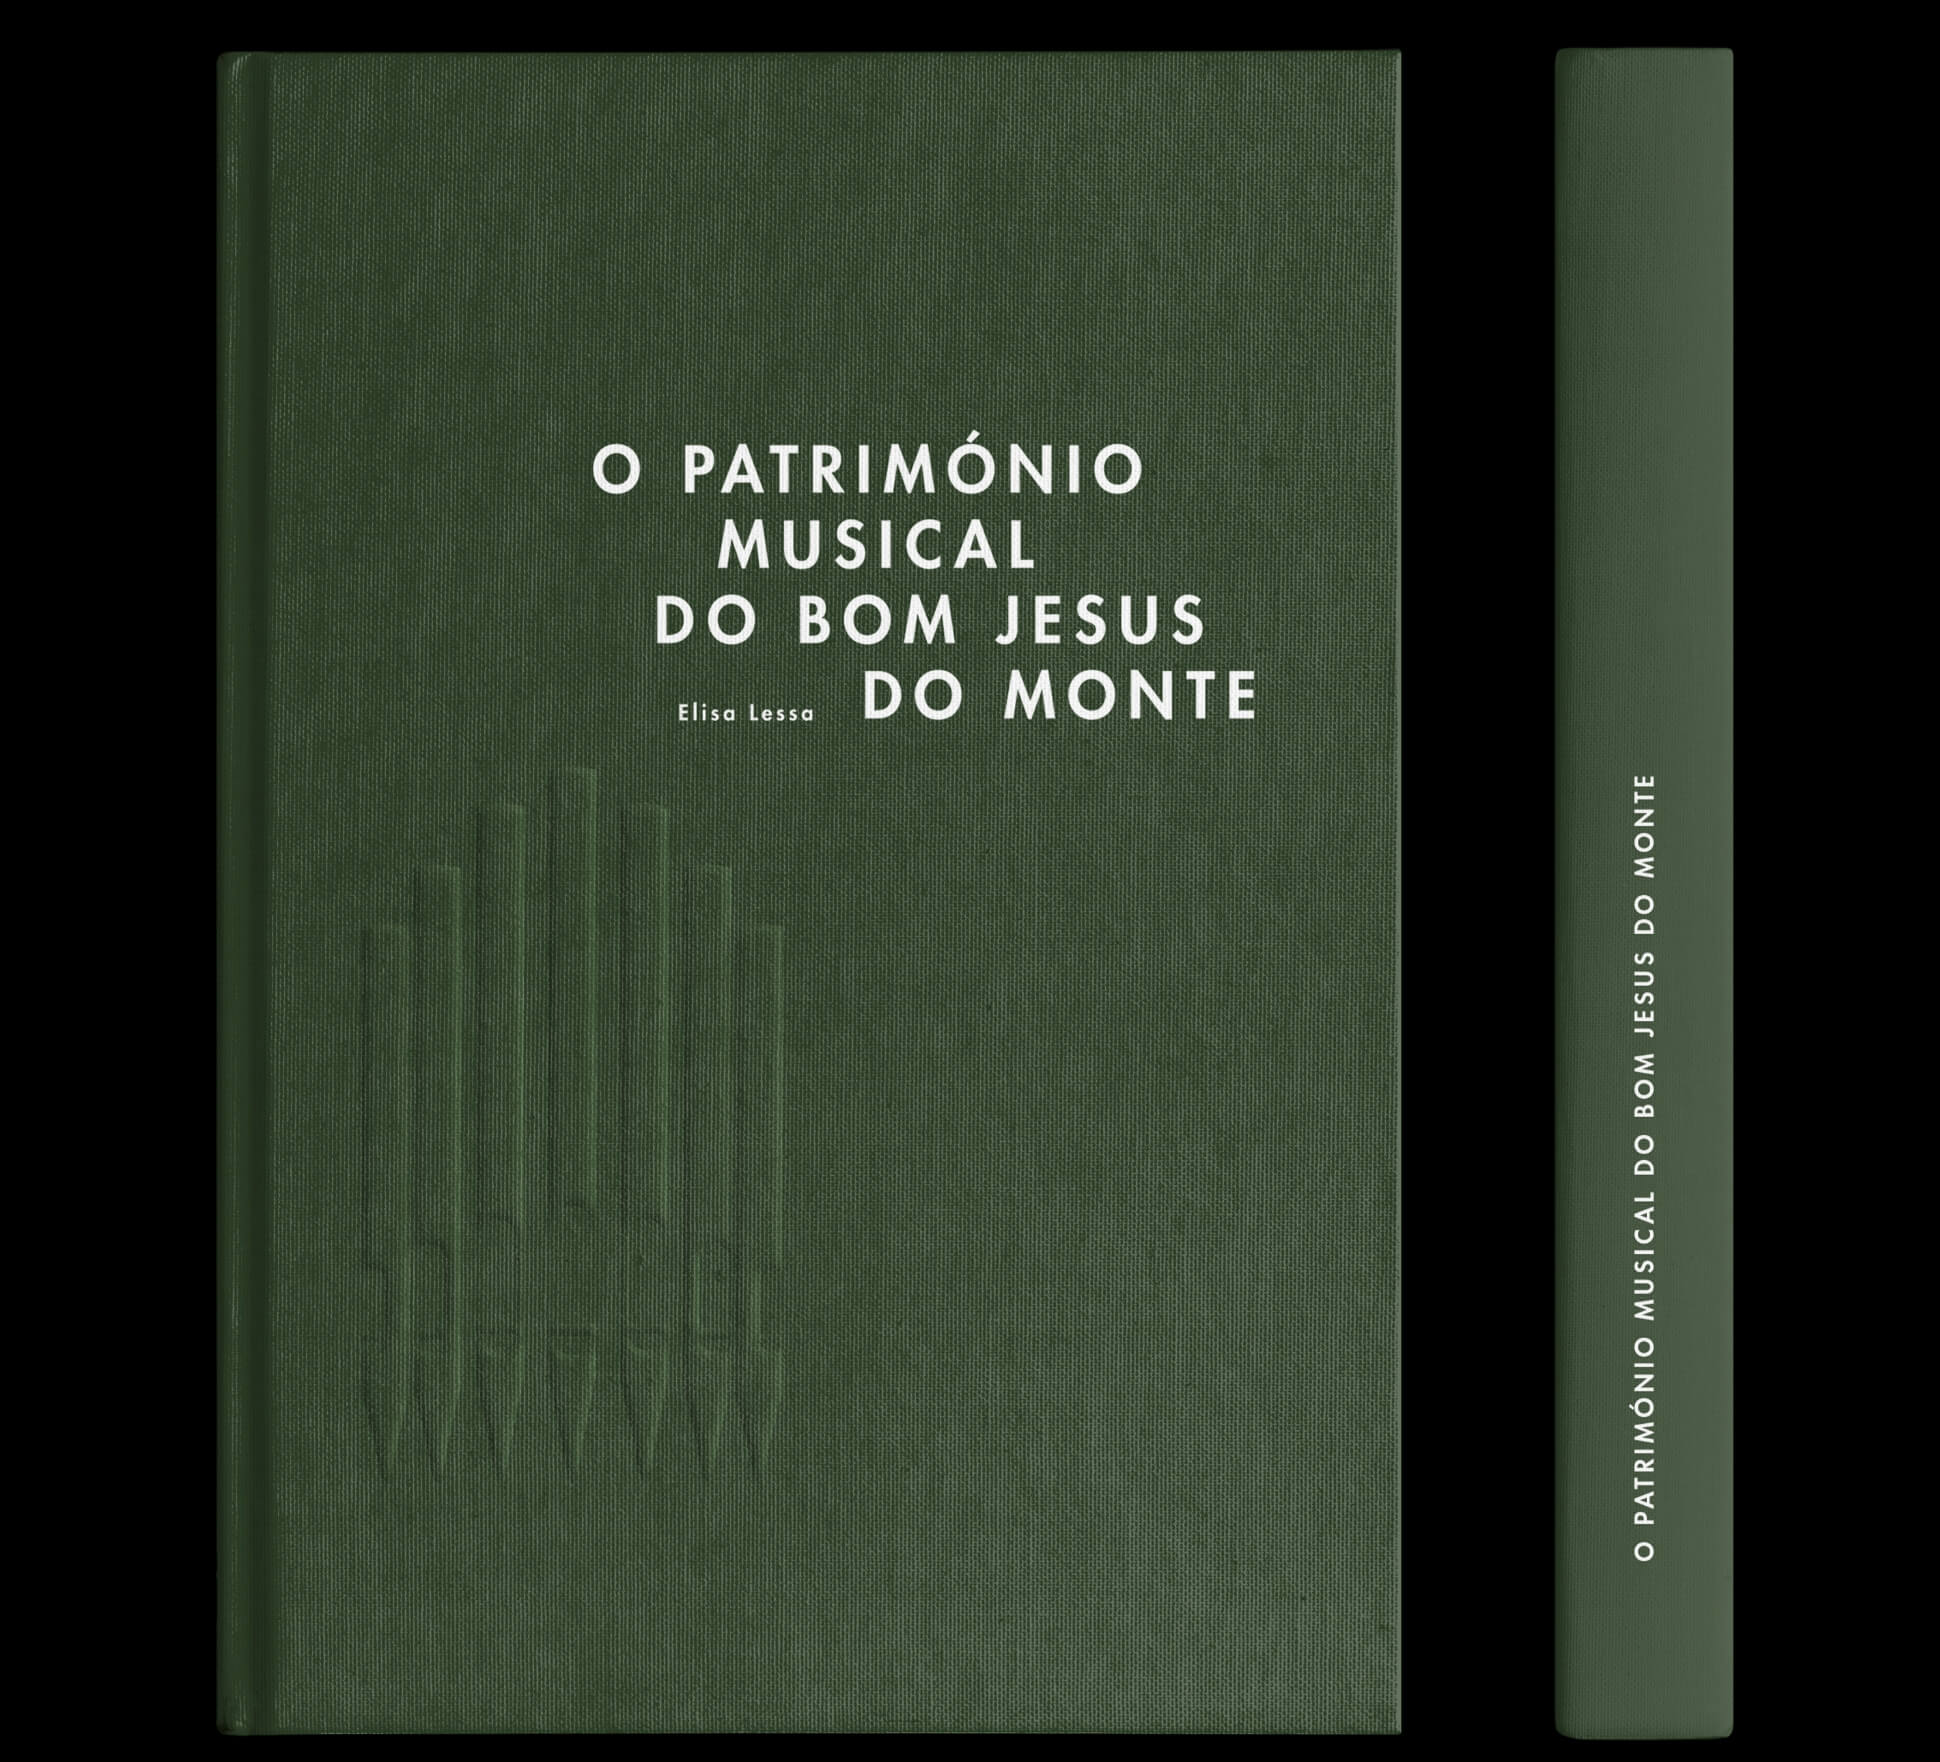 O PATRIMÓNIO
MUSICAL
DO BOM JESUS
DO MONTE
Elisa Lessa
O PATRIMÓNIO MUSICAL DO BOM JESUS DO MONTE